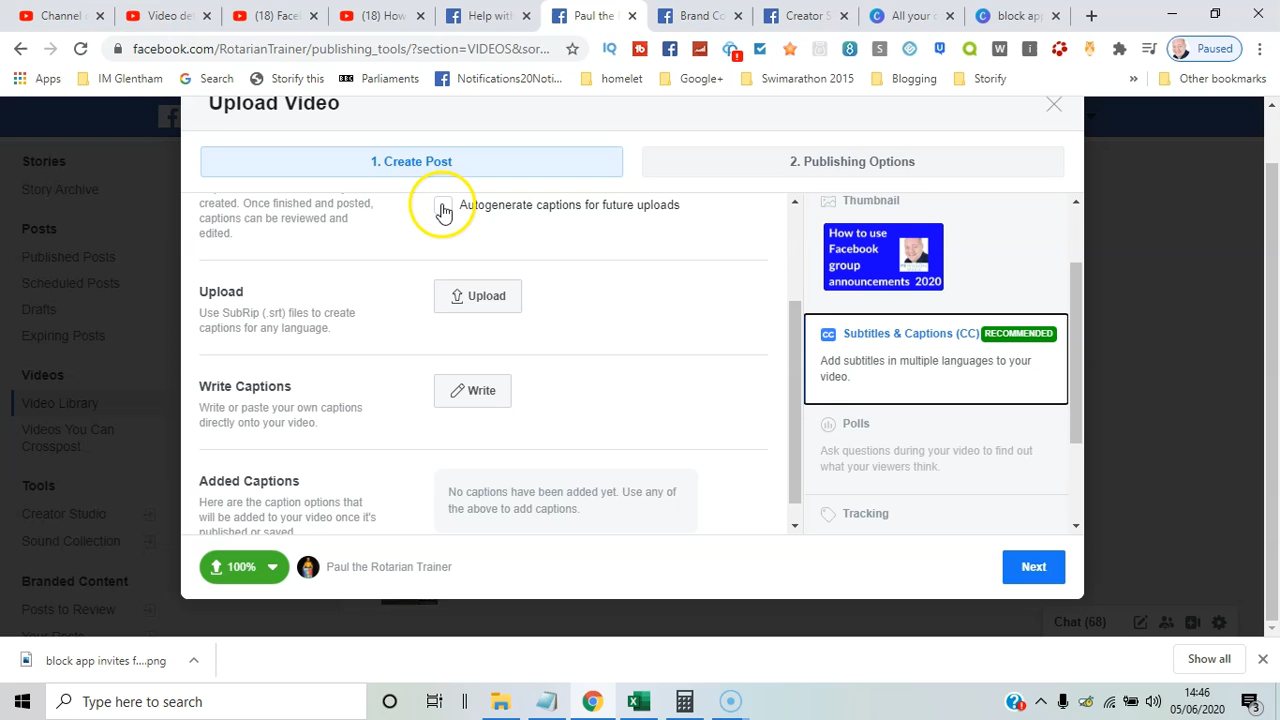 Channel c
Video de
(18) Face
(18) How
Help with
Paul the
Brand Co
Creator S
All your c
block ap
facebook.com/RotarianTrainer/publishing_tools/?section=VIDEOS&sor...
Paused
Apps
IM Glentham
Search
Storify this
Parliaments
Notifications20Noti...
homelet
Google+
Swimarathon 2015
Blogging
Storify
»
Other bookmarks
Upload Video
1. Create Post
2. Publishing Options
Stories
Story Archive
Posts
Published Posts
Scheduled Posts
Drafts
Expiring Posts
Videos
Video Library
Videos You Can
Crosspost
Tools
Creator Studio
Sound Collection
Branded Content
Posts to Review
created. Once finished and posted,
captions can be reviewed and
edited.
Autogenerate captions for future uploads
Upload
Use SubRip (.srt) files to create
captions for any language.
Upload
Write Captions
Write or paste your own captions
directly onto your video.
Write
Added Captions
Here are the caption options that
will be added to your video once it's
published or saved
No captions have been added yet. Use any of
the above to add captions.
Thumbnail
How to use
Facebook
group
announcements 2020
CC Subtitles & Captions (CC) RECOMMENDED
Add subtitles in multiple languages to your
video.
Polls
Ask questions during your video to find out
what your viewers think.
Tracking
100%
Paul the Rotarian Trainer
Next
Chat (68)
block app invites f....png
Show all
Type here to search
14:46
05/06/2020
3